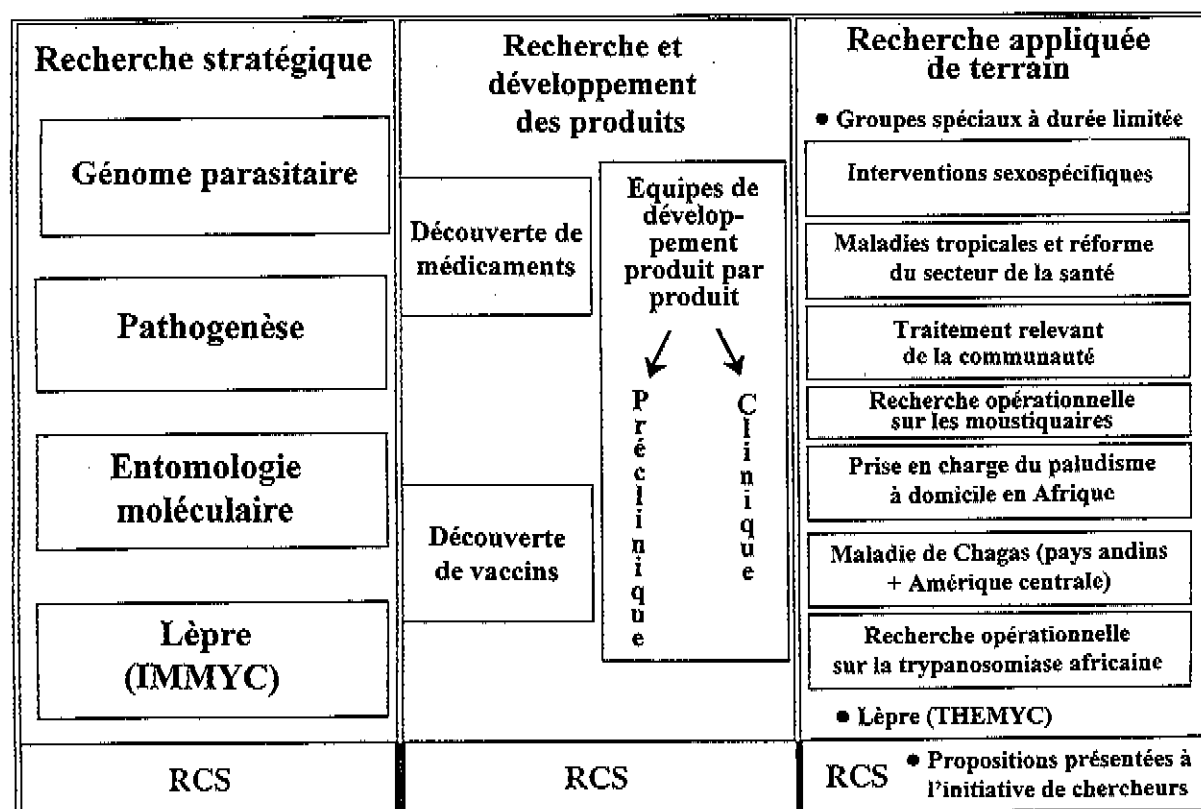 Recherche stratégique
Génome parasitaire
Pathogenèse
Entomologie
moléculaire
Lèpre
(IMMYC)
RCS
Recherche et
développement
des produits
Découverte de
médicaments
Découverte
de vaccins
Equipes de
dévelop-
pement
produit par
produit
Préclinique
Clinique
RCS
Recherche appliquée
de terrain
● Groupes spéciaux à durée limitée
Interventions sexospécifiques
Maladies tropicales et réforme
du secteur de la santé
Traitement relevant
de la communauté
Recherche opérationnelle
sur les moustiquaires
Prise en charge du paludisme
à domicile en Afrique
Maladie de Chagas (pays andins
+ Amérique centrale)
Recherche opérationnelle
sur la trypanosomiase africaine
● Lèpre (THEMYC)
RCS
● Propositions présentées à
l'initiative de chercheurs